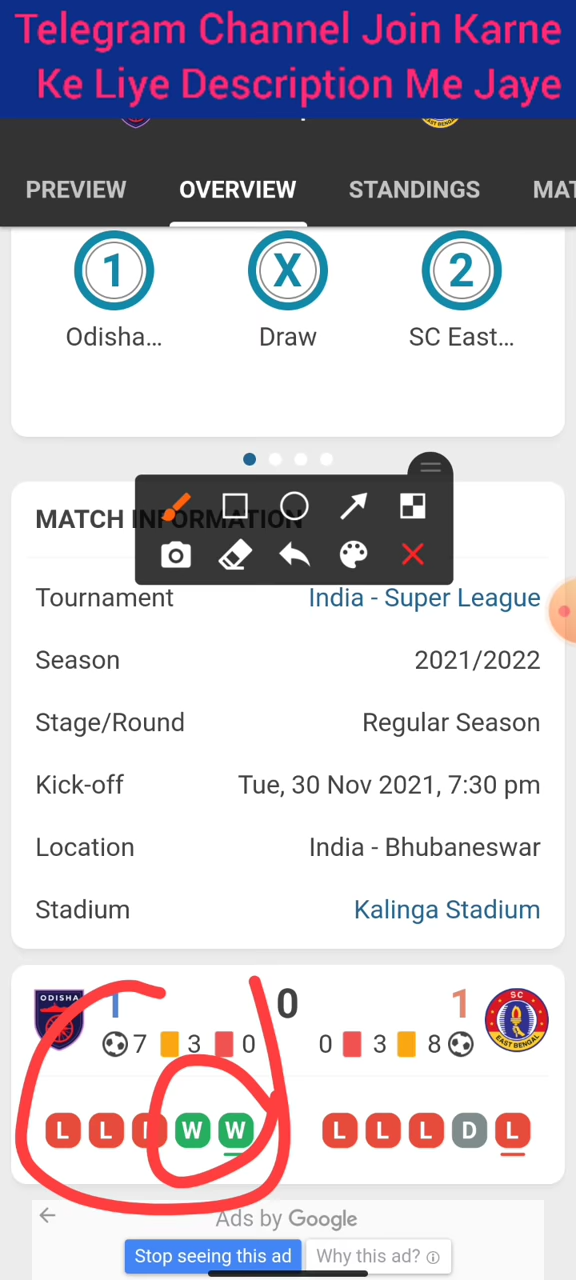 Telegram Channel Join Karne
Ke Liye Description Me Jaye
PREVIEW OVERVIEW STANDINGS MAT
1 X 2
Odisha... Draw SC East...
MATCH INFORMATION
Tournament India - Super League
Season 2021/2022
Stage/Round Regular Season
Kick-off Tue, 30 Nov 2021, 7:30 pm
Location India - Bhubaneswar
Stadium Kalinga Stadium
ODISHA 1 0 1 SC EAST BENGAL
7 3 0 0 3 8
L L W W L L L D L
Ads by Google
Stop seeing this ad Why this ad?